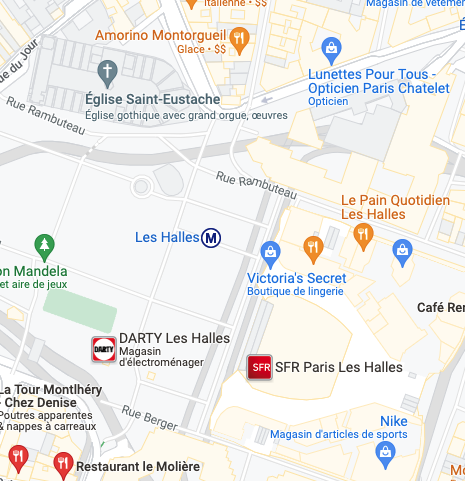 Italienne • $$
Magasin de vêtemen
Amorino Montorgueil
Glace • $$
du Jour
Lunettes Pour Tous -
Opticien Paris Chatelet
Opticien
Église Saint-Eustache
Église gothique avec grand orgue, œuvres
Rue Rambuteau
Rue Rambuteau
Le Pain Quotidien
Les Halles
Les Halles
M
on Mandela
et aire de jeux
Victoria's Secret
Boutique de lingerie
Café Rem
DARTY
DARTY Les Halles
Magasin
d'électroménager
SFR
SFR Paris Les Halles
La Tour Montlhéry
- Chez Denise
Poutres apparentes
& nappes à carreaux
Rue Berger
Nike
Magasin d'articles de sports
Restaurant le Molière